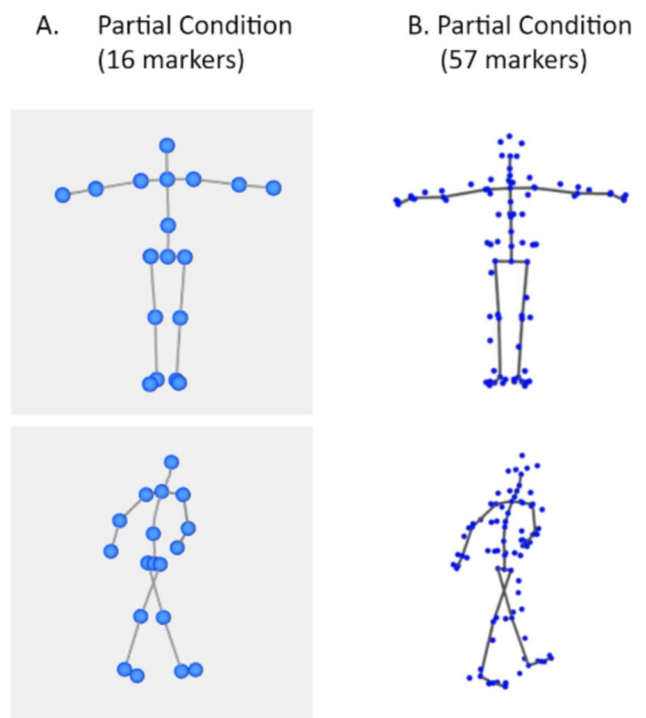 A. Partial Condition
(16 markers)
B. Partial Condition
(57 markers)